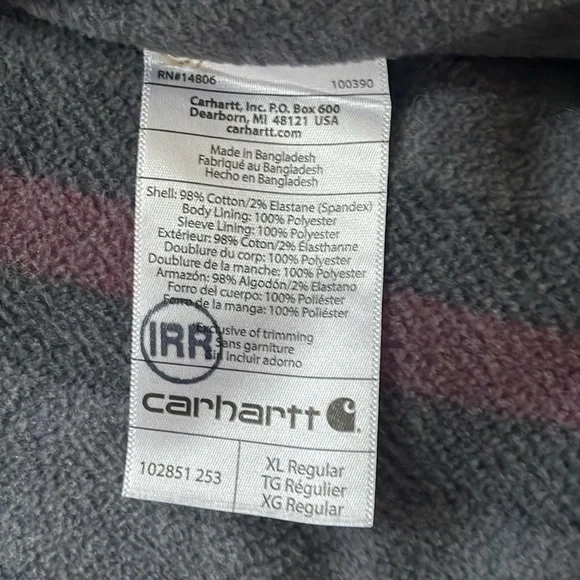 RN#14806 100390
Carhartt, Inc. P.O. Box 600
Dearborn, MI 48121 USA
carhartt.com
Made in Bangladesh
Fabriqué au Bangladesh
Hecho en Bangladesh
Shell: 98% Cotton/2% Elastane (Spandex)
Body Lining: 100% Polyester
Sleeve Lining: 100% Polyester
Extérieur: 98% Coton/2% Élasthanne
Doublure du corp: 100% Polyester
Doublure de la manche: 100% Polyester
Armazón: 98% Algodón/2% Elastano
Forro del cuerpo: 100% Poliéster
Forro de la manga: 100% Poliéster
Exclusive of trimming
Sans garniture
Sin incluir adorno
IRR
carhartt
102851 253
XL Regular
TG Régulier
XG Regular